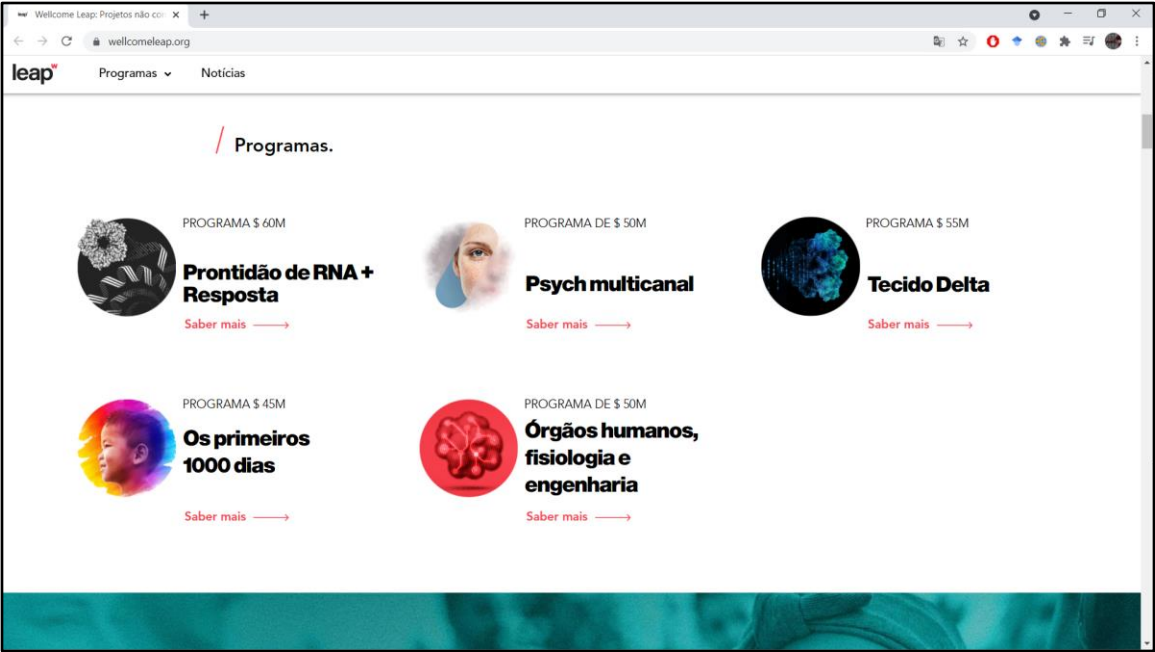 Wellcome Leap: Projetos não con
wellcomeleap.org
leap
Programas
Notícias
Programas.
PROGRAMA $ 60M
Prontidão de RNA +
Resposta
Saber mais
PROGRAMA DE $ 50M
Psych multicanal
Saber mais
PROGRAMA $ 55M
Tecido Delta
Saber mais
PROGRAMA $ 45M
Os primeiros
1000 dias
Saber mais
PROGRAMA DE $ 50M
Órgãos humanos,
fisiologia e
engenharia
Saber mais